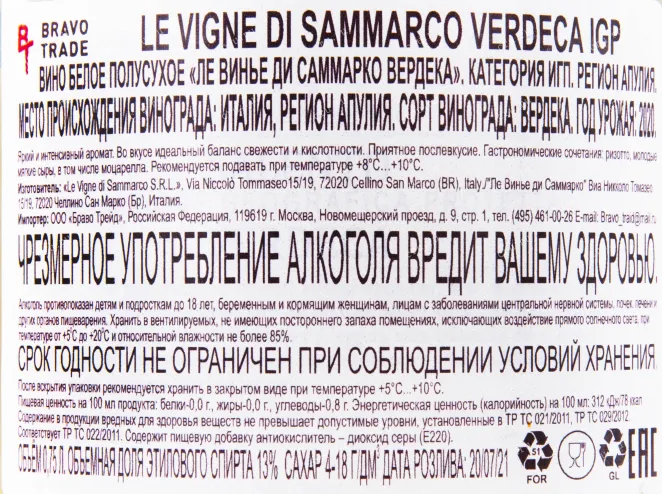 BRAVO TRADE
LE VIGNE DI SAMMARCO VERDECA IGP
ВИНО БЕЛОЕ ПОЛУСУХОЕ «ЛЕ ВИНЬЕ ДИ САММАРКО ВЕРДЕКА». КАТЕГОРИЯ ИГП. РЕГИОН АПУЛИЯ.
МЕСТО ПРОИСХОЖДЕНИЯ ВИНОГРАДА: ИТАЛИЯ, РЕГИОН АПУЛИЯ. СОРТ ВИНОГРАДА: ВЕРДЕКА. ГОД УРОЖАЯ: 2020.
Яркий и интенсивный аромат. Во вкусе идеальный баланс свежести и кислотности. Приятное послевкусие. Гастрономические сочетания: ризотто, молодые
мягкие сыры, в том числе моцарелла. Рекомендуется подавать при температуре +8°С...+10°С.
Изготовитель: «Le Vigne di Sammarco S.R.L.», Via Niccolò Tommaseo15/19, 72020 Cellino San Marco (BR), Italy./"Ле Винье ди Саммарко" Виа Никколо Томазео
15/19, 72020 Челлино Сан Марко (Бр), Италия.
Импортер: ООО «Браво Трейд», Российская Федерация, 119619 г. Москва, Новомещерский проезд, д. 9, стр. 1, тел. (495) 461-00-26 E-mail: Bravo_traid@mail.ru
ЧРЕЗМЕРНОЕ УПОТРЕБЛЕНИЕ АЛКОГОЛЯ ВРЕДИТ ВАШЕМУ ЗДОРОВЬЮ.
Алкоголь противопоказан детям и подросткам до 18 лет, беременным и кормящим женщинам, лицам с заболеваниями центральной нервной системы, почек, печени и
других органов пищеварения. Хранить в вентилируемых, не имеющих постороннего запаха помещениях, исключающих воздействие прямого солнечного света, при
температуре от +5°С до +20°С и относительной влажности не более 85%.
СРОК ГОДНОСТИ НЕ ОГРАНИЧЕН ПРИ СОБЛЮДЕНИИ УСЛОВИЙ ХРАНЕНИЯ.
После вскрытия упаковки рекомендуется хранить в закрытом виде при температуре +5°С...+10°С.
Пищевая ценность на 100 мл продукта: белки-0,0 г., жиры-0,0 г., углеводы-0,8 г. Энергетическая ценность (калорийность) на 100 мл: 312 кДж/78 ккал
Содержание в продукции вредных для здоровья веществ не превышает допустимые уровни, установленные в ТР ТС 021/2011, ТР ТС 029/2012.
Соответствует ТР ТС 022/2011. Содержит пищевую добавку антиокислитель – диоксид серы (Е220).
ОБЪЁМ 0,75 Л. ОБЪЕМНАЯ ДОЛЯ ЭТИЛОВОГО СПИРТА 13% САХАР 4-18 Г/ДМ³ ДАТА РОЗЛИВА: 20/07/21
51
FOR
GL
ЕАС